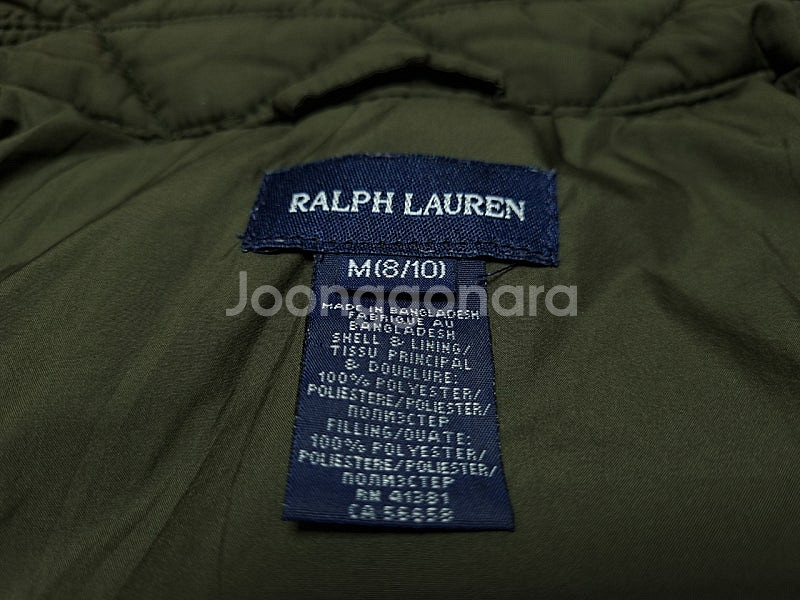 RALPH LAUREN
M(8/10)
Joonggonara
MADE IN BANGLADESH
FABRIQUE AU
BANGLADESH
SHELL & LINING/
TISSU PRINCIPAL
& DOUBLURE:
100% POLYESTER/
POLIESTERE/POLIESTER/
ПОЛИЭСТЕР
FILLING/OUATE:
100% POLYESTER/
POLIESTERE/POLIESTER/
ПОЛИЭСТЕР
RN 41381
CA 56658